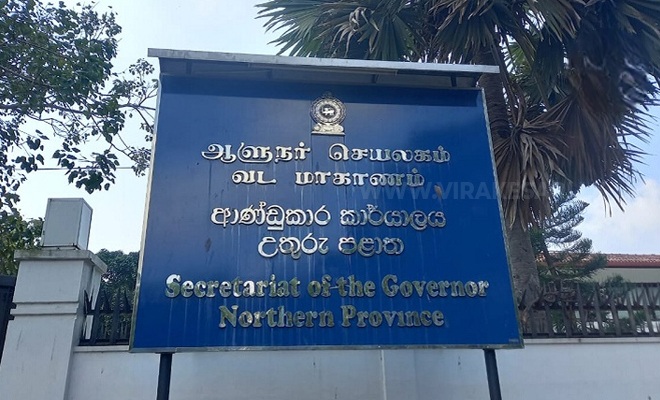 ஆளுநர் செயலகம்
வட மாகாணம்
ආණ්ඩුකාර කාර්යාලය
උතුරු පළාත
Secretariat of the Governor
Northern Province